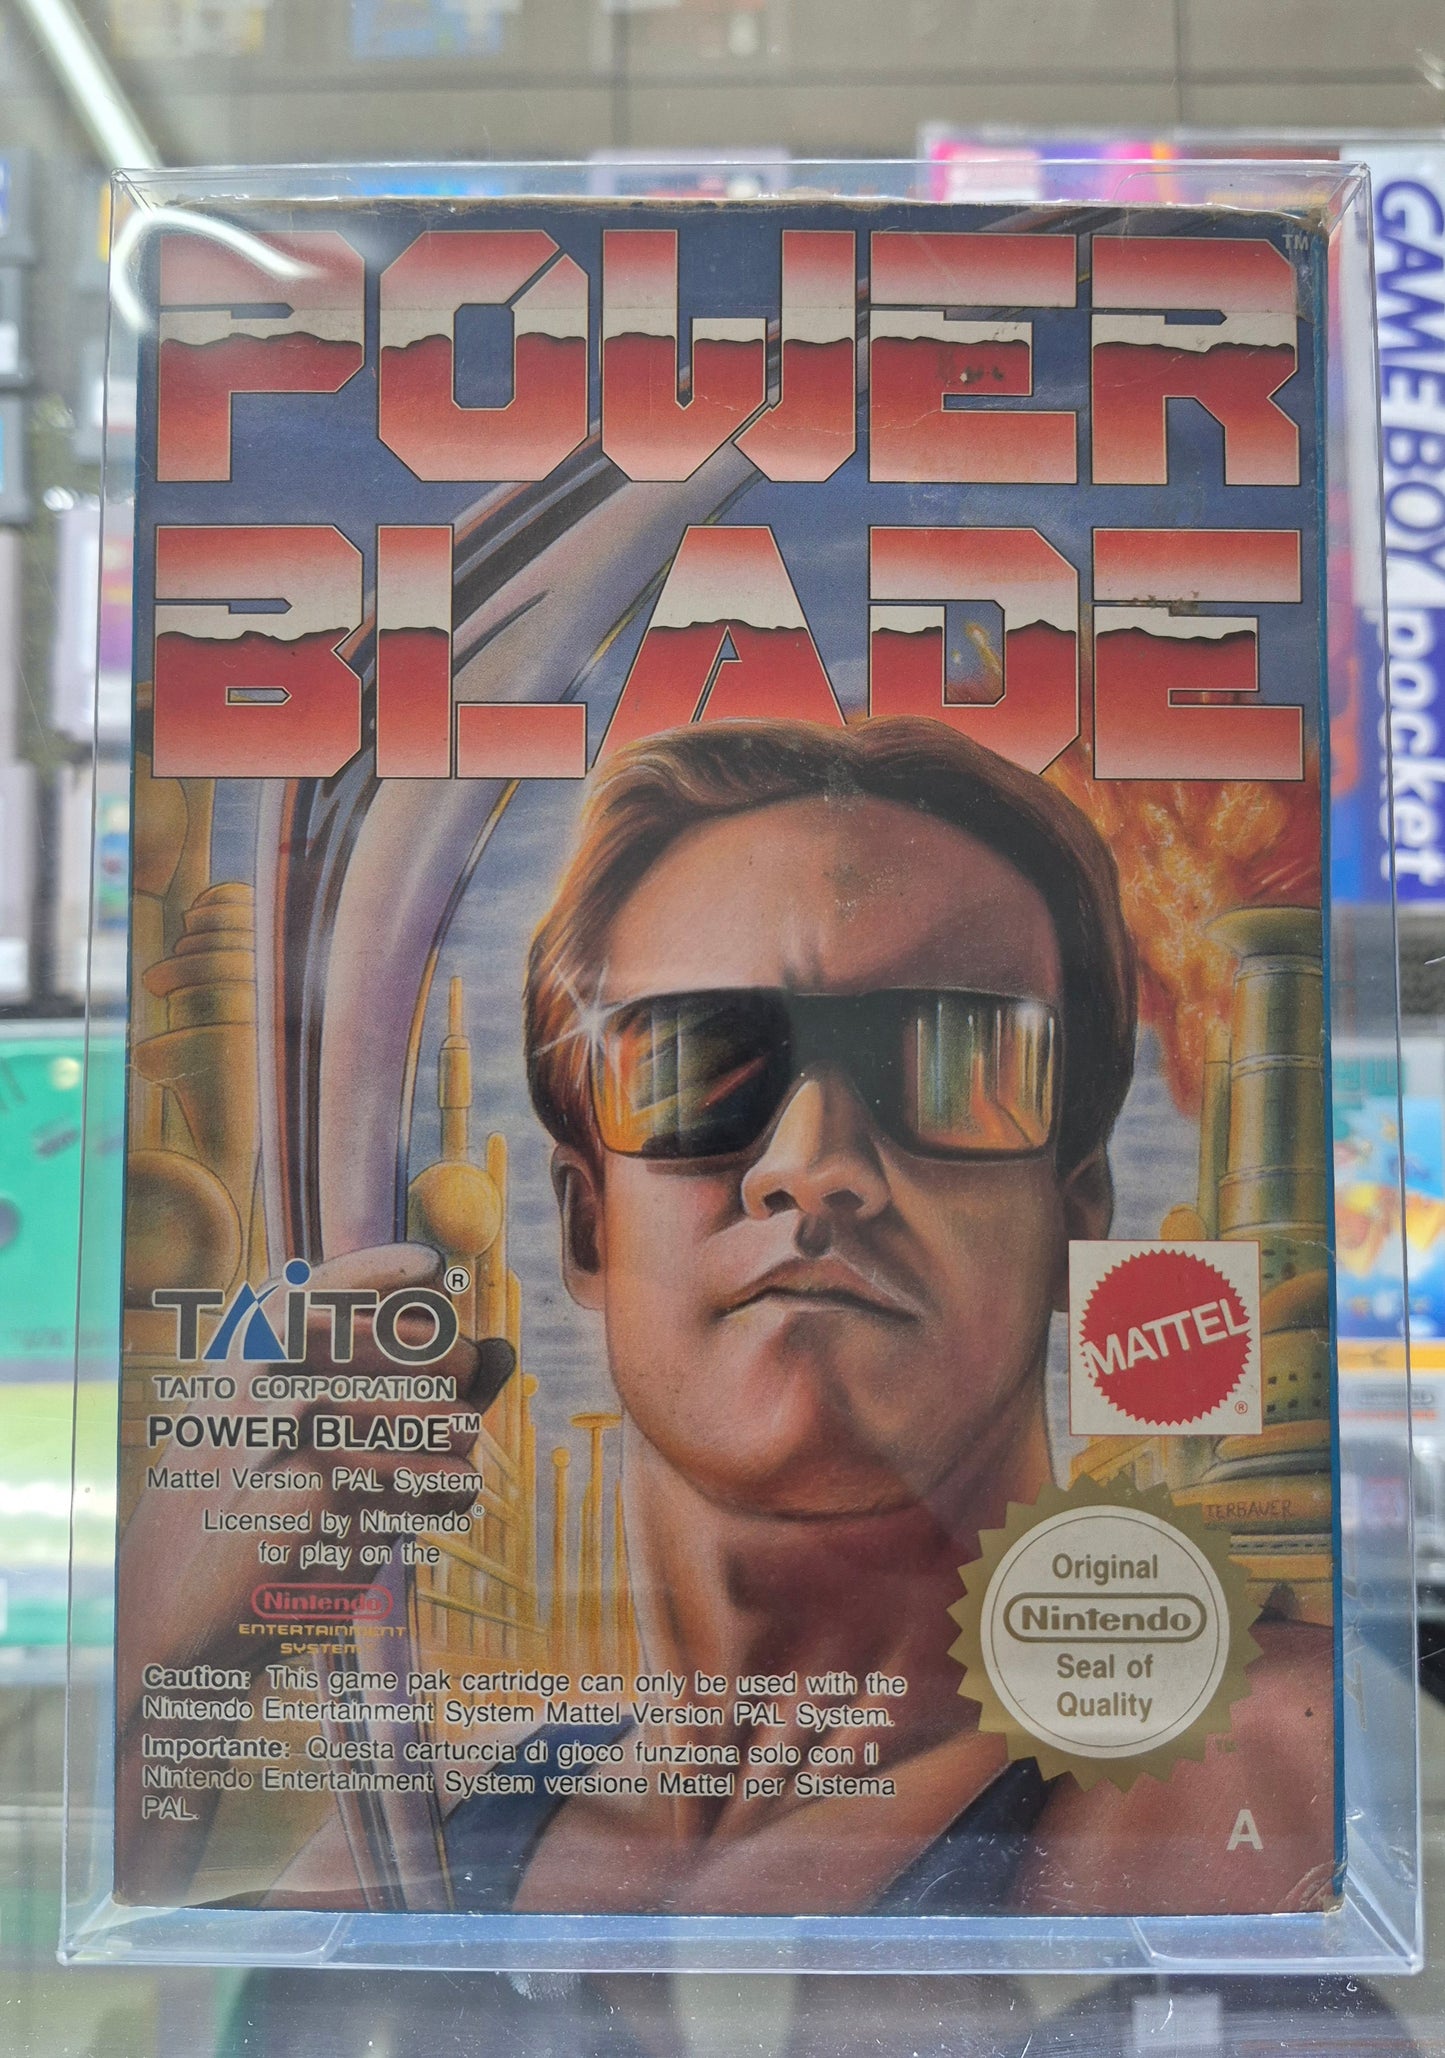 POWER™
BLADE
GAME BOY pocket
TAITO®
TAITO CORPORATION
POWER BLADE™
Mattel Version PAL System
Licensed by Nintendo®
for play on the
Nintendo
ENTERTAINMENT
SYSTEM
MATTEL
®
TERBAUER
Original
Nintendo
Seal of
Quality
Caution: This game pak cartridge can only be used with the
Nintendo Entertainment System Mattel Version PAL System.
Importante: Questa cartuccia di gioco funziona solo con il
Nintendo Entertainment System versione Mattel per Sistema
PAL.
A